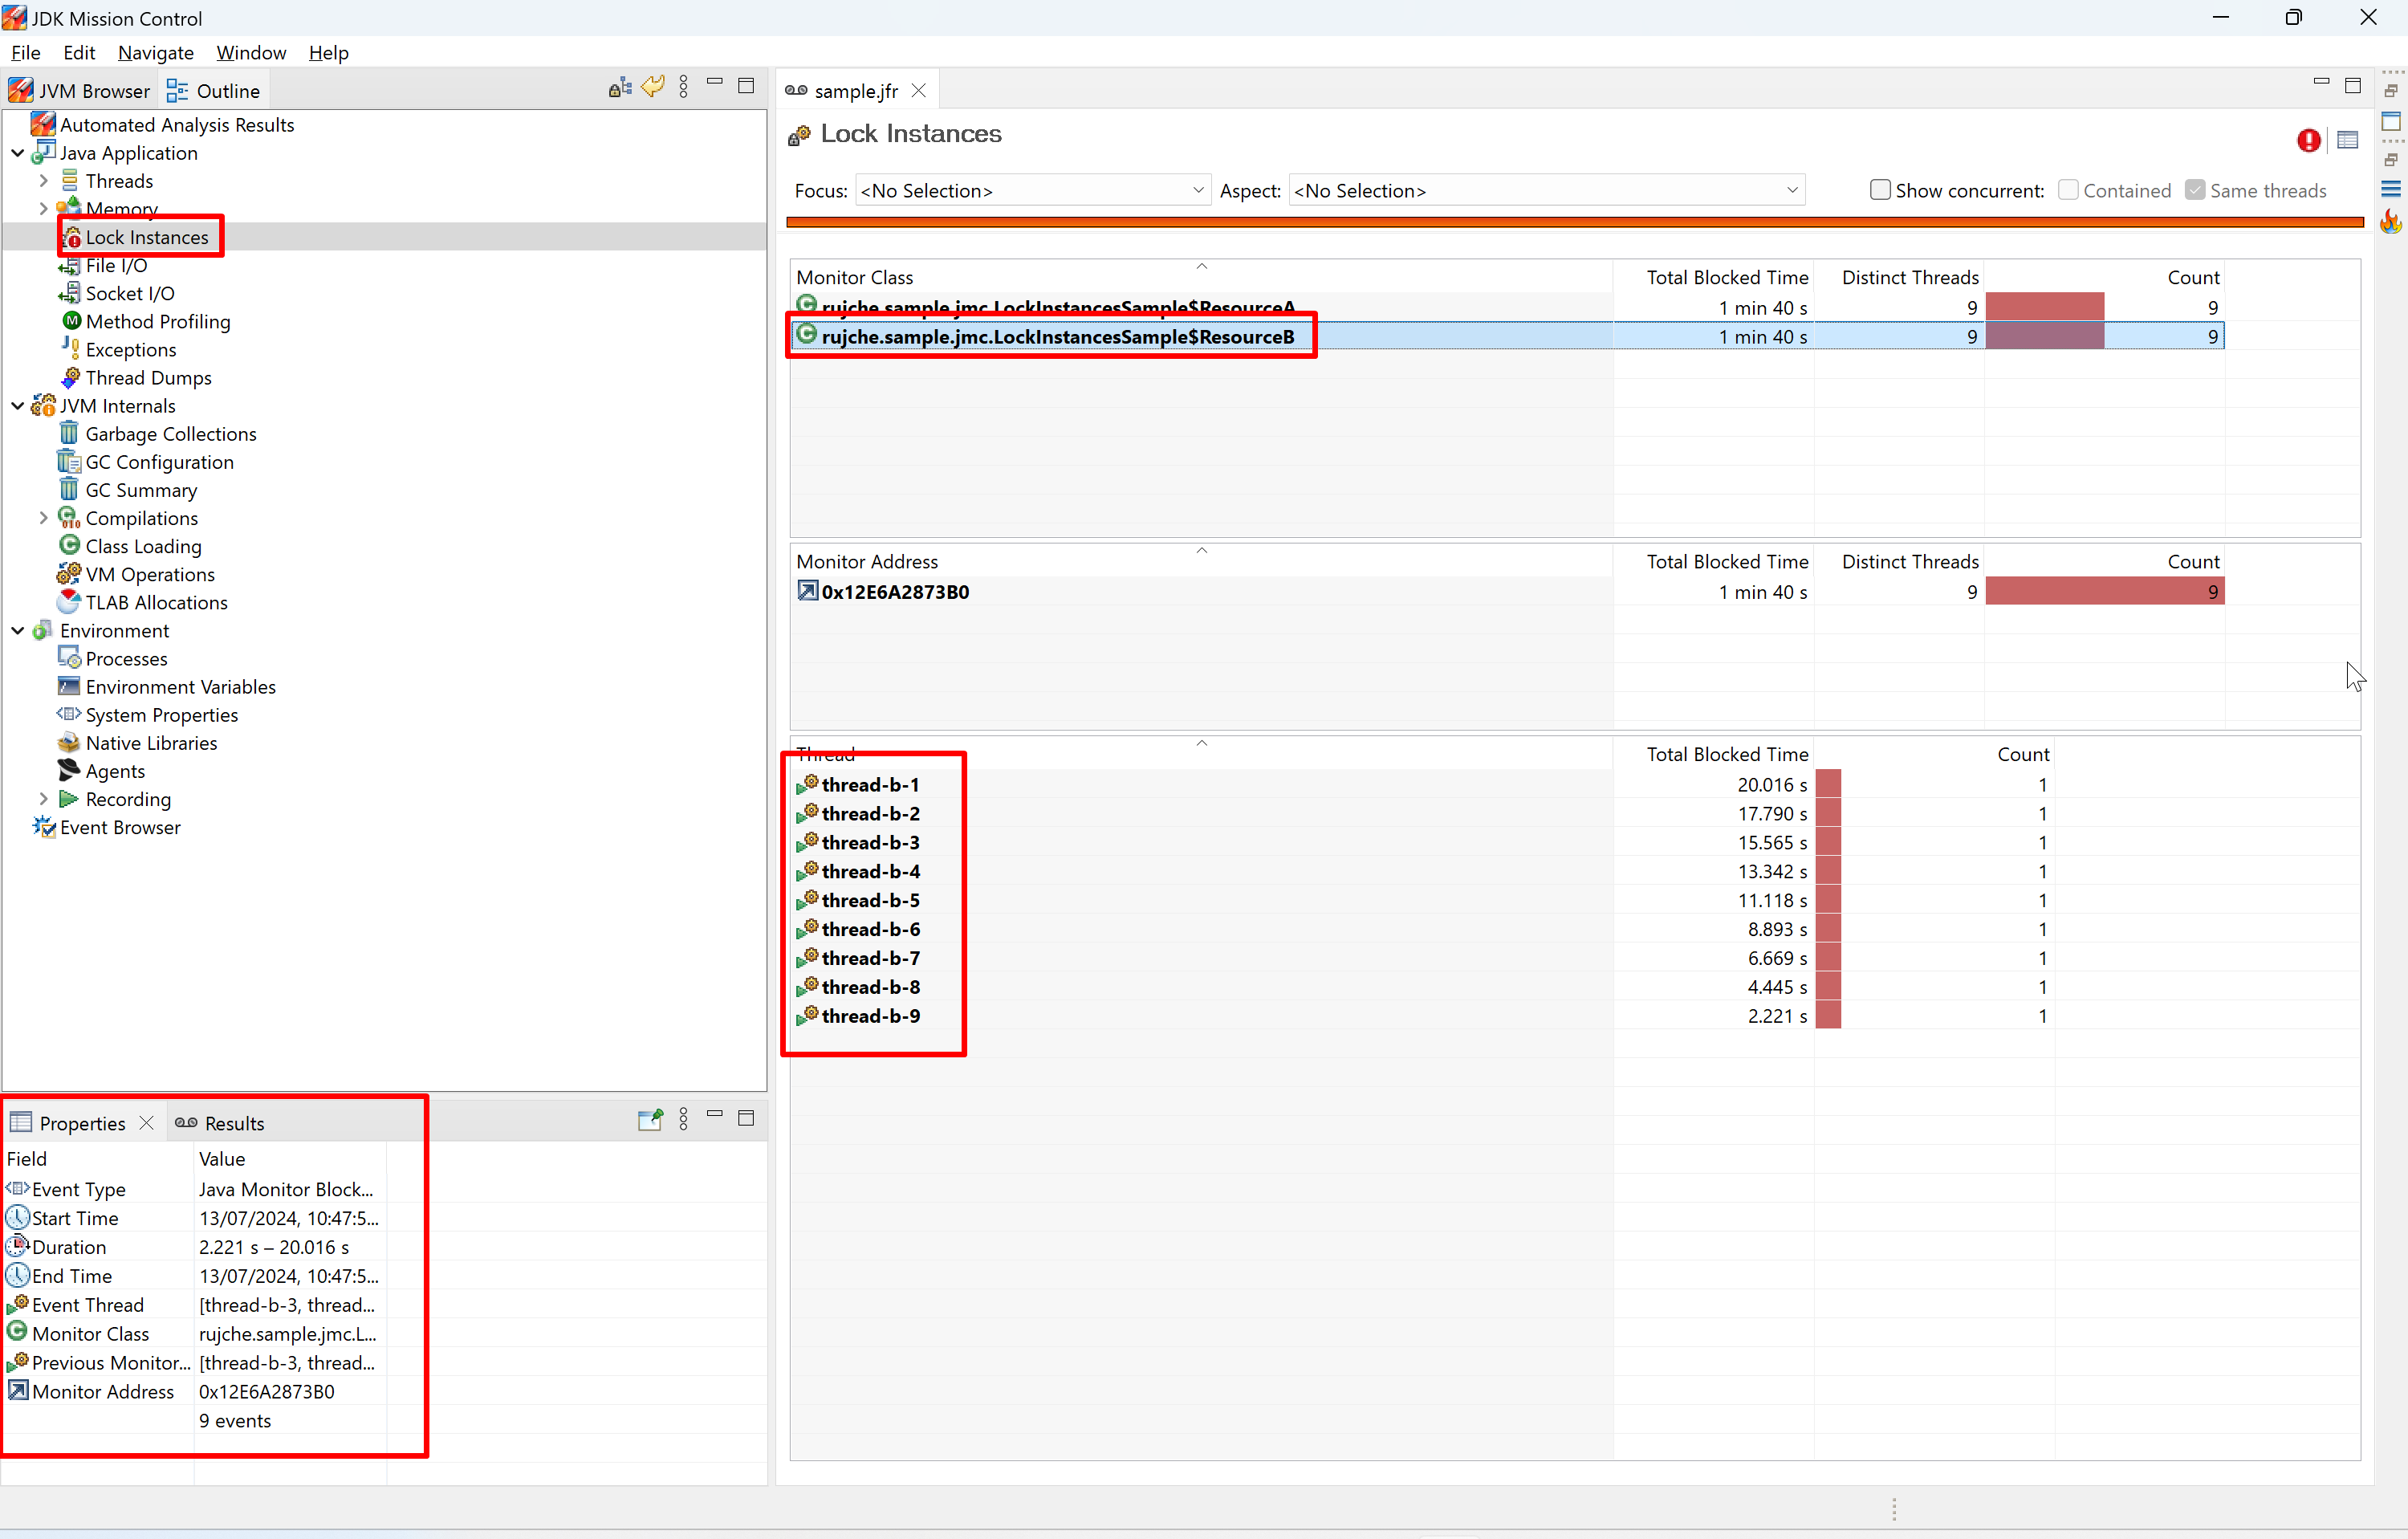 JDK Mission Control
File Edit Navigate Window Help
JVM Browser Outline
Automated Analysis Results
Java Application
Threads
Memory
Lock Instances
File I/O
Socket I/O
Method Profiling
Exceptions
Thread Dumps
JVM Internals
Garbage Collections
GC Configuration
GC Summary
Compilations
Class Loading
VM Operations
TLAB Allocations
Environment
Processes
Environment Variables
System Properties
Native Libraries
Agents
Recording
Event Browser
Properties Results
Field Value
Event Type Java Monitor Block...
Start Time 13/07/2024, 10:47:5...
Duration 2.221 s – 20.016 s
End Time 13/07/2024, 10:47:5...
Event Thread [thread-b-3, thread...
Monitor Class rujche.sample.jmc.L...
Previous Monitor... [thread-b-3, thread...
Monitor Address 0x12E6A2873B0
9 events
sample.jfr
Lock Instances
Focus: <No Selection> Aspect: <No Selection> Show concurrent: Contained Same threads
Monitor Class Total Blocked Time Distinct Threads Count
rujche.sample.jmc.LockInstancesSample$ResourceA 1 min 40 s 9 9
rujche.sample.jmc.LockInstancesSample$ResourceB 1 min 40 s 9 9
Monitor Address Total Blocked Time Distinct Threads Count
0x12E6A2873B0 1 min 40 s 9 9
Thread Total Blocked Time Count
thread-b-1 20.016 s 1
thread-b-2 17.790 s 1
thread-b-3 15.565 s 1
thread-b-4 13.342 s 1
thread-b-5 11.118 s 1
thread-b-6 8.893 s 1
thread-b-7 6.669 s 1
thread-b-8 4.445 s 1
thread-b-9 2.221 s 1